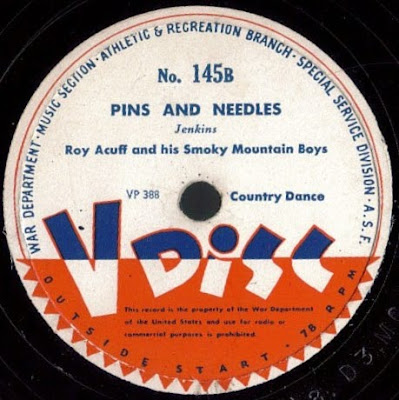 WAR DEPARTMENT · MUSIC SECTION · ATHLETIC & RECREATION BRANCH · SPECIAL SERVICE DIVISION · A.S.F.
No. 145B
PINS AND NEEDLES
Jenkins
Roy Acuff and his Smoky Mountain Boys
VP 388 Country Dance
V DiSC
This record is the property of the War Department
of the United States and use for radio or
commercial purposes is prohibited.
OUTSIDE START · 78 RPM